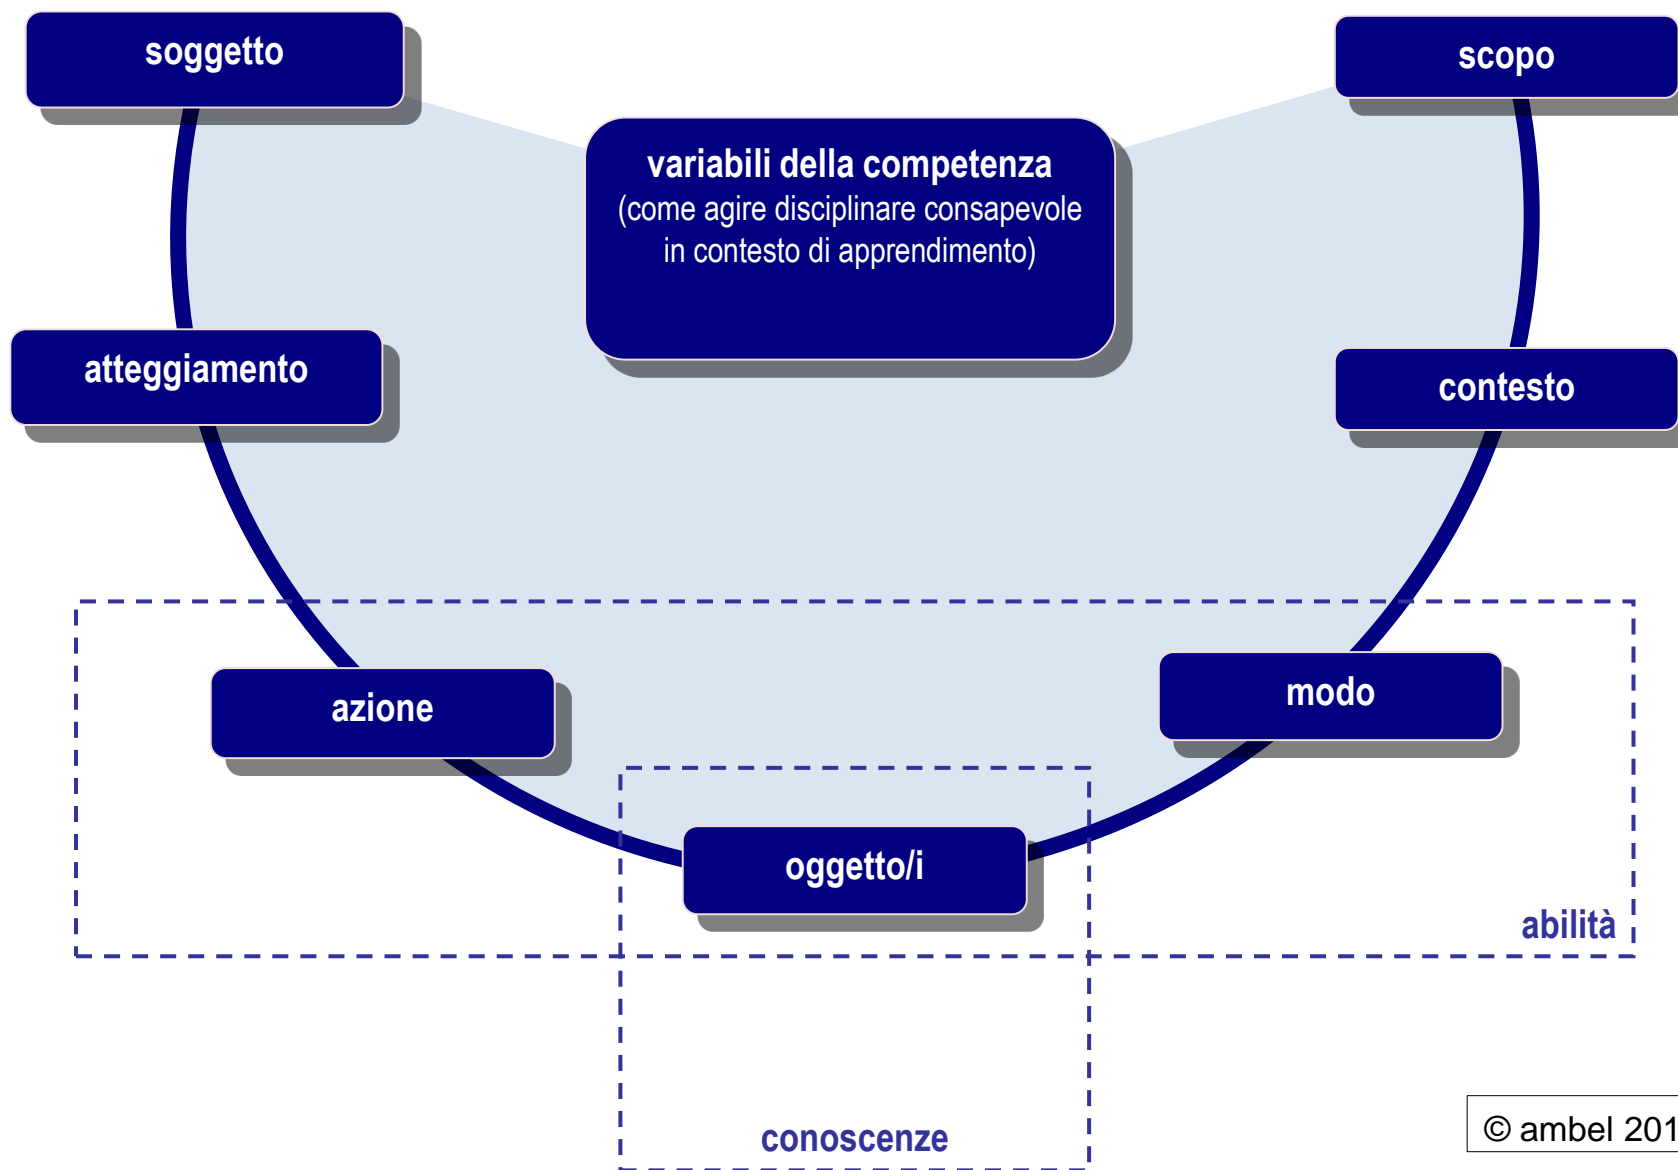 soggetto
scopo
variabili della competenza
(come agire disciplinare consapevole
in contesto di apprendimento)
atteggiamento
contesto
azione
modo
oggetto/i
abilità
conoscenze
© ambel 201